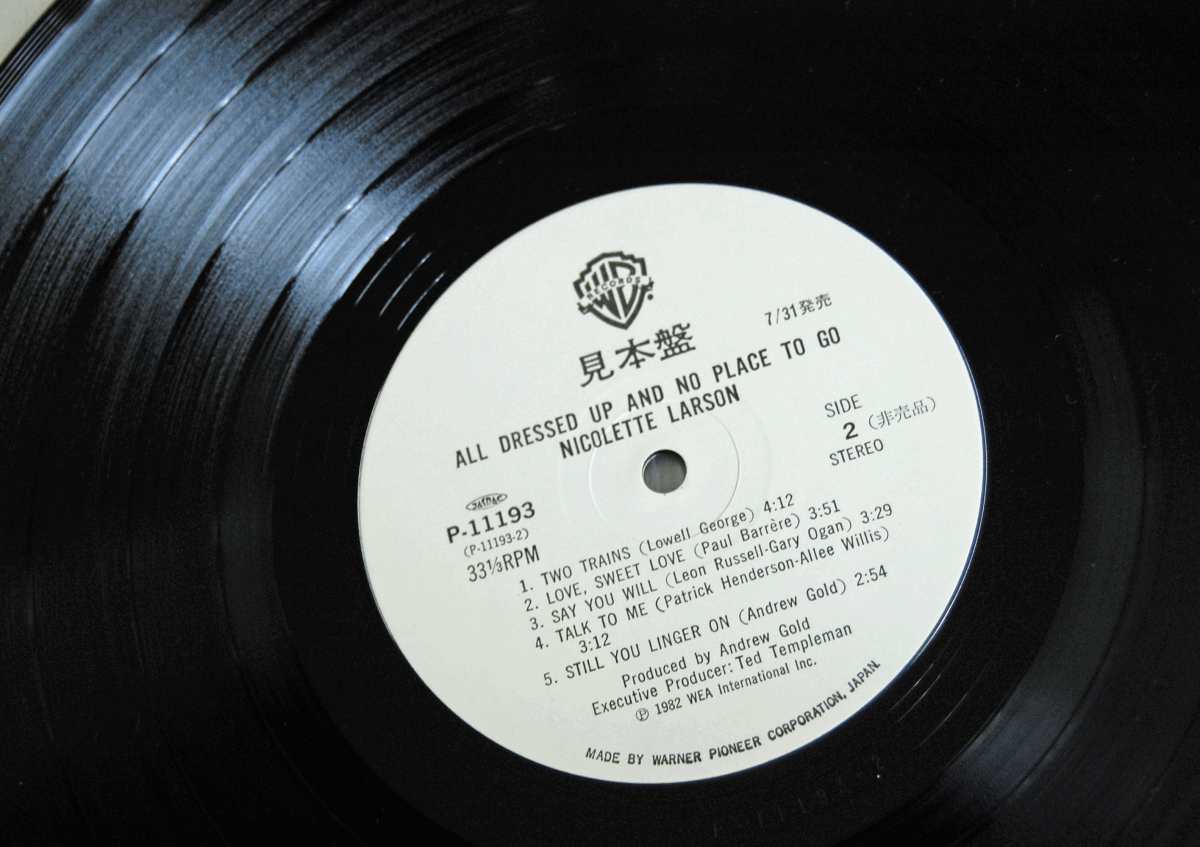 RECORDS
見本盤
7/31発売
ALL DRESSED UP AND NO PLACE TO GO
NICOLETTE LARSON
SIDE
2 (非売品)
STEREO
JASRAC
P-11193
(P-11193-2)
33⅓RPM
1. TWO TRAINS (Lowell George) 4:12
2. LOVE, SWEET LOVE (Paul Barrère) 3:51
3. SAY YOU WILL (Leon Russell-Gary Ogan) 3:29
4. TALK TO ME (Patrick Henderson-Allee Willis)
3:12
5. STILL YOU LINGER ON (Andrew Gold) 2:54
Produced by Andrew Gold
Executive Producer: Ted Templeman
℗ 1982 WEA International Inc.
MADE BY WARNER PIONEER CORPORATION, JAPAN.